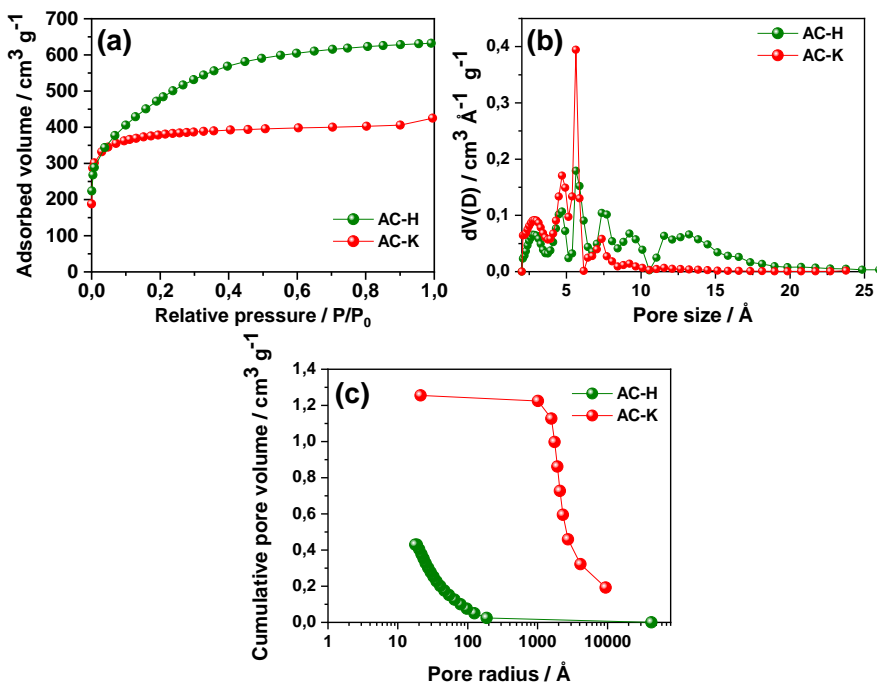 (a)
Adsorbed volume / cm³ g⁻¹
700
600
500
400
300
200
100
0
0,0
0,2
0,4
0,6
0,8
1,0
Relative pressure / P/P₀
AC-H
AC-K
(b)
dV(D) / cm³ Å⁻¹ g⁻¹
0,4
0,3
0,2
0,1
0,0
5
10
15
20
25
Pore size / Å
AC-H
AC-K
(c)
Cumulative pore volume / cm³ g⁻¹
1,4
1,2
1,0
0,8
0,6
0,4
0,2
0,0
1
10
100
1000
10000
Pore radius / Å
AC-H
AC-K